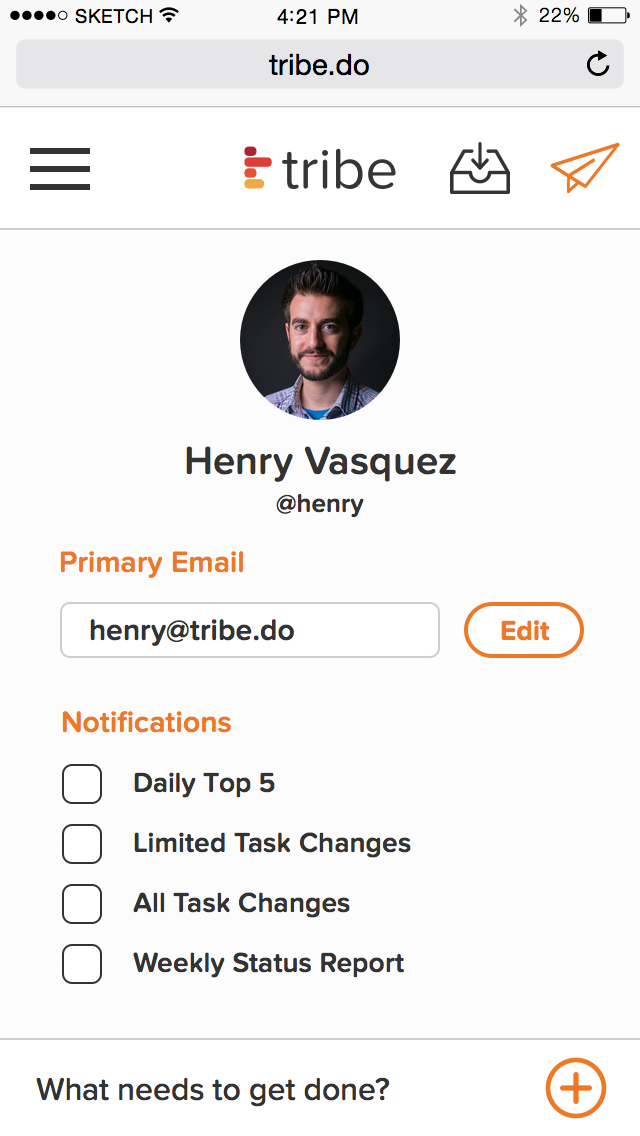 SKETCH 4:21 PM 22%
tribe.do
tribe
Henry Vasquez
@henry
Primary Email
henry@tribe.do Edit
Notifications
Daily Top 5
Limited Task Changes
All Task Changes
Weekly Status Report
What needs to get done?